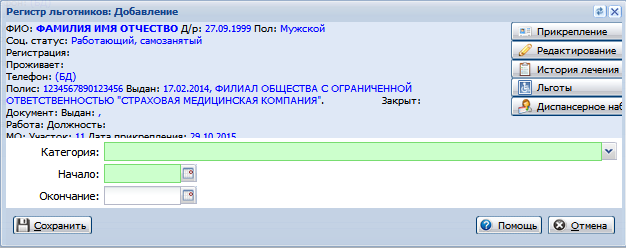 Регистр льготников: Добавление
ФИО: ФАМИЛИЯ ИМЯ ОТЧЕСТВО Д/р: 27.09.1999 Пол: Мужской
Соц. статус: Работающий, самозанятый
Регистрация:
Проживает:
Телефон: (БД)
Полис: 1234567890123456 Выдан: 17.02.2014, ФИЛИАЛ ОБЩЕСТВА С ОГРАНИЧЕННОЙ
ОТВЕТСТВЕННОСТЬЮ "СТРАХОВАЯ МЕДИЦИНСКАЯ КОМПАНИЯ". Закрыт:
Документ: Выдан: ,
Работа: Должность:
МО: Участок: 11 Дата прикрепления: 29.10.2015
Прикрепление
Редактирование
История лечения
Льготы
Диспансерное наб
Категория:
Начало:
Окончание:
Сохранить
Помощь
Отмена